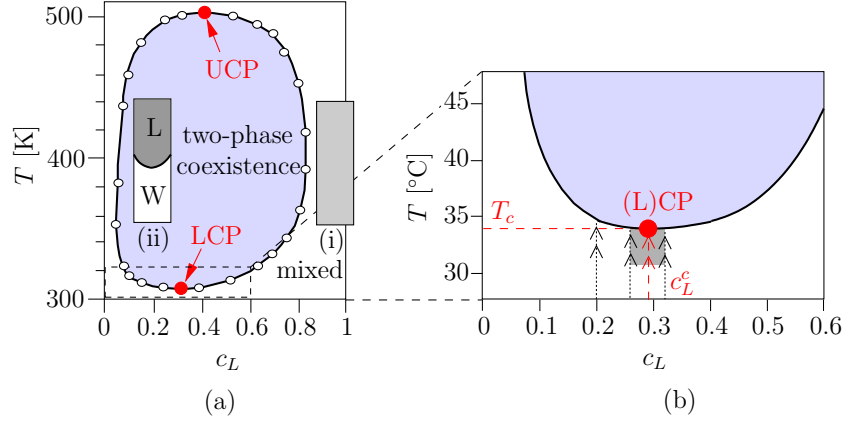 500
400
300
T [K]
UCP
L
W
(ii)
two-phase
coexistence
LCP
(i)
mixed
0
0.2
0.4
0.6
0.8
1
c_L
(a)
45
40
35
30
T [°C]
T_c
(L)CP
c_L^c
0
0.1
0.2
0.3
0.4
0.5
0.6
c_L
(b)